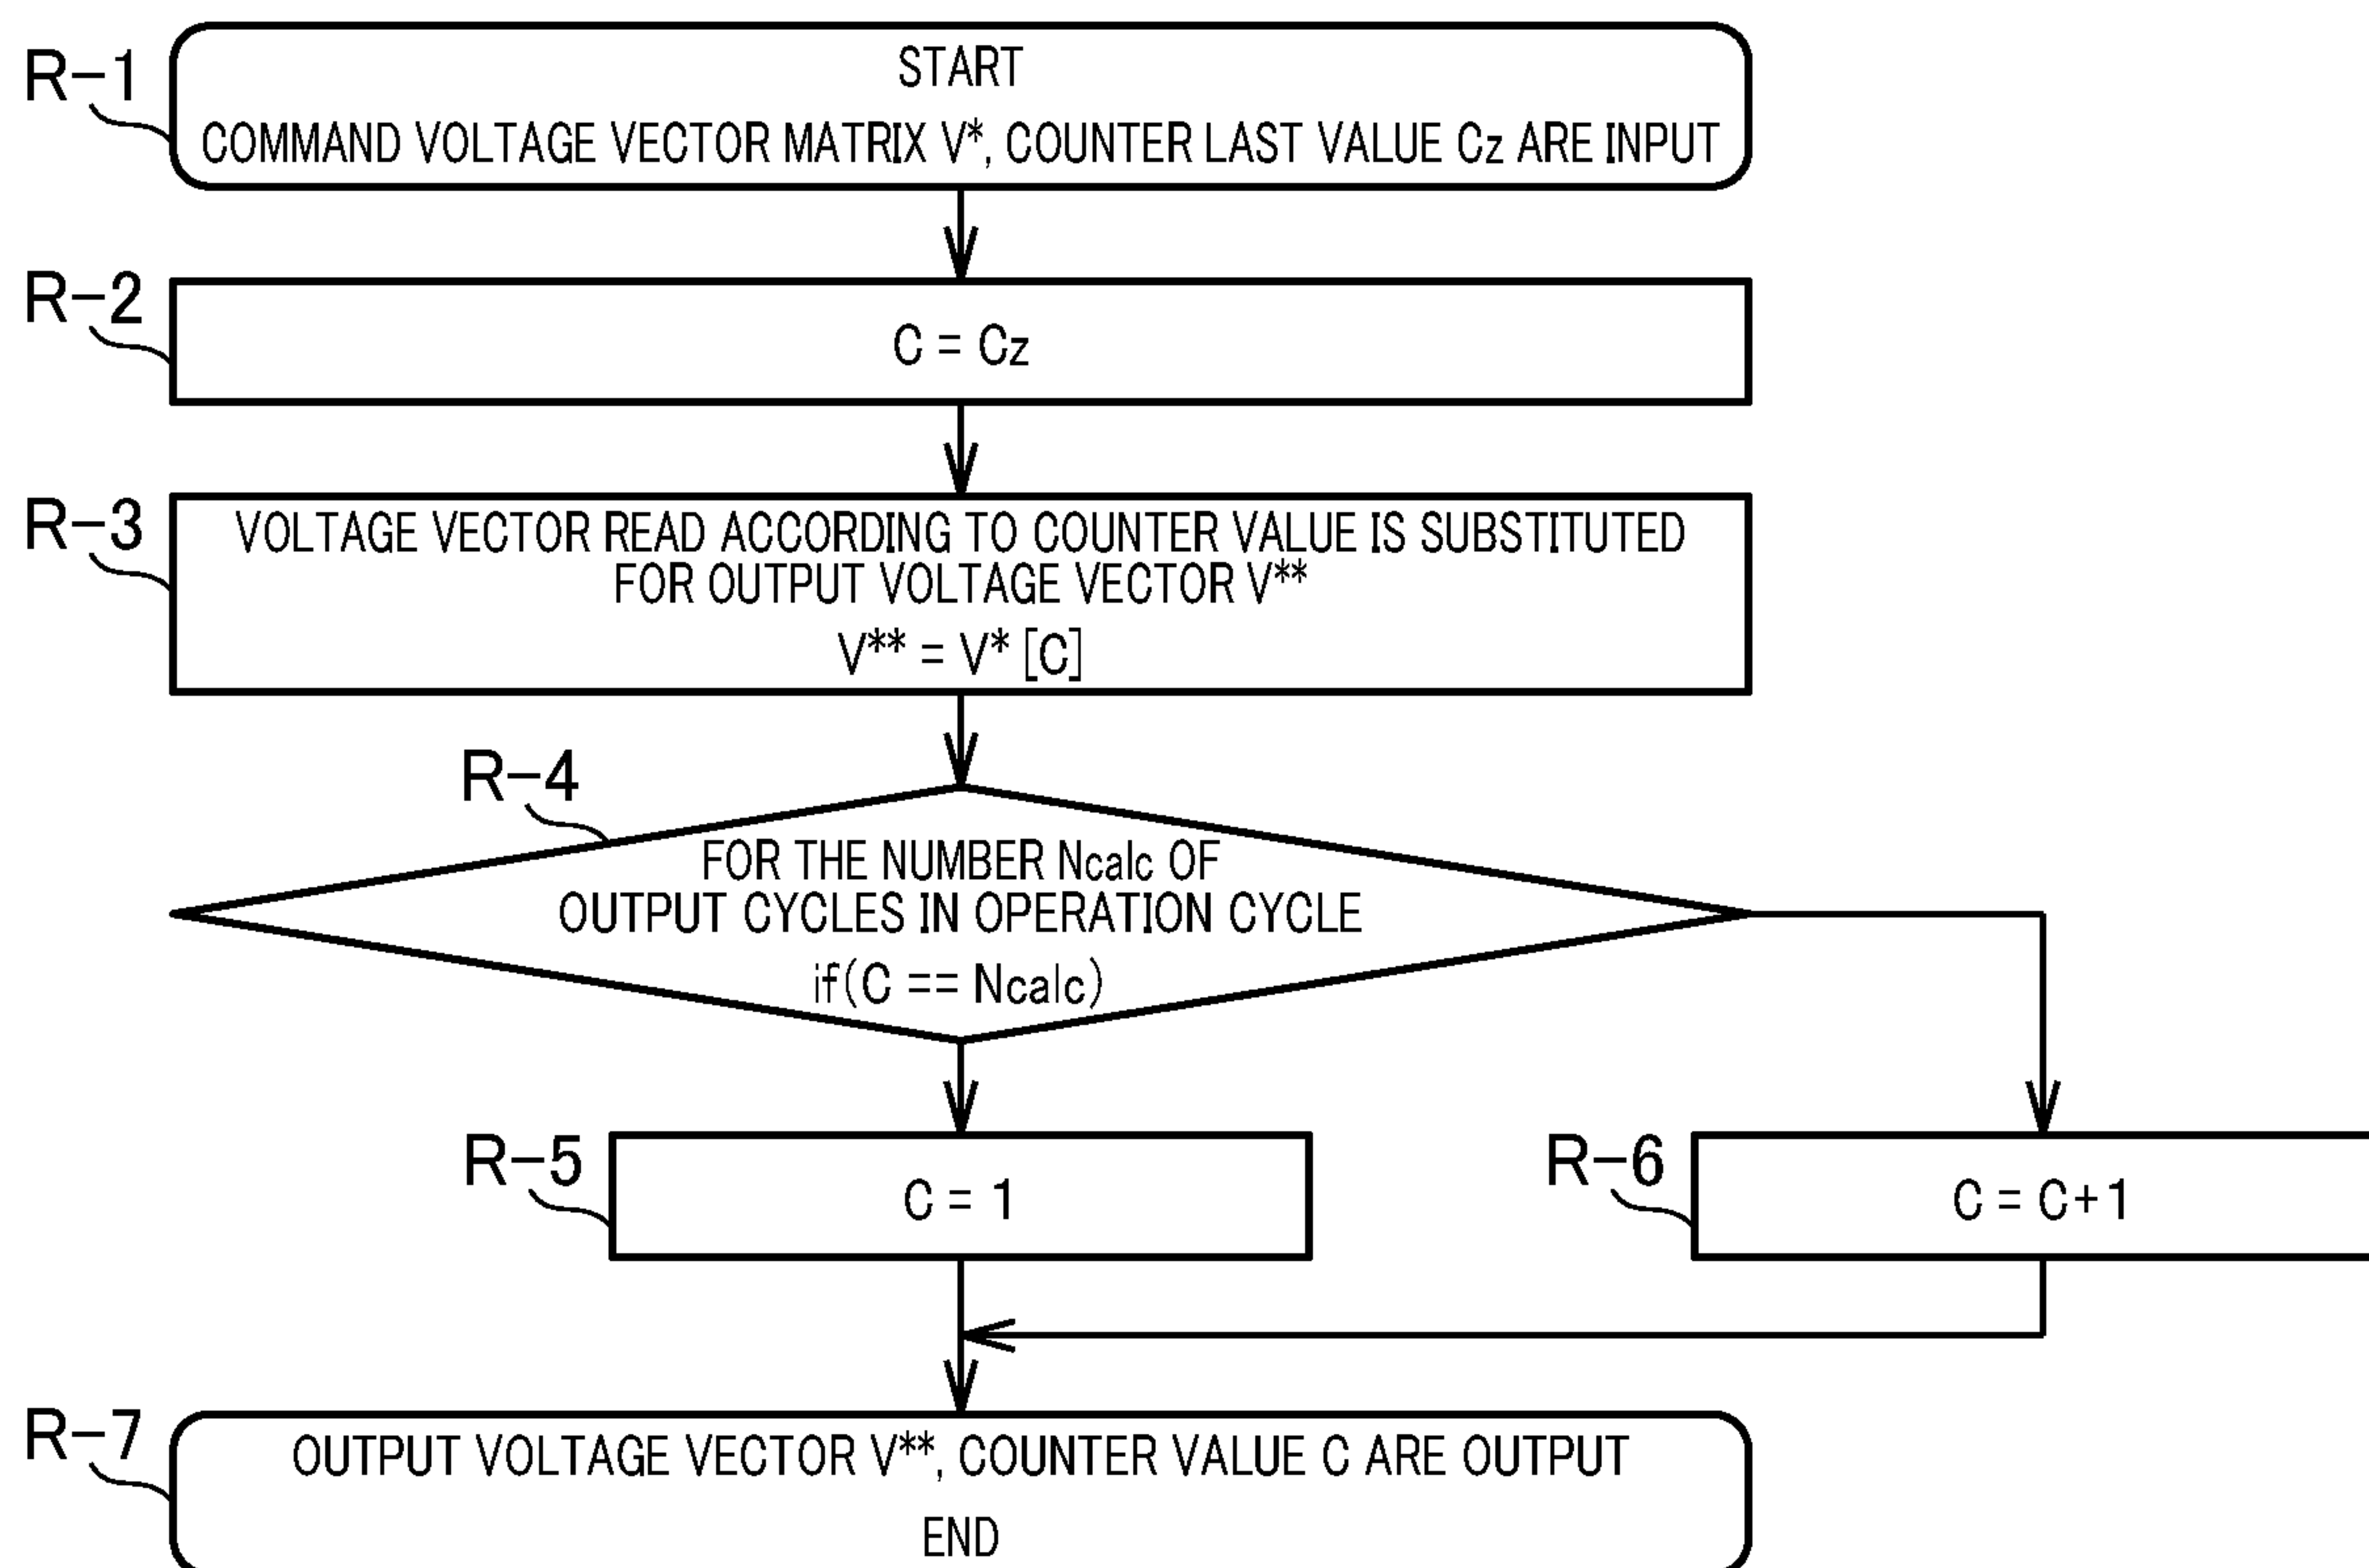 R-1
START
COMMAND VOLTAGE VECTOR MATRIX V*, COUNTER LAST VALUE Cz ARE INPUT
R-2
C = Cz
R-3
VOLTAGE VECTOR READ ACCORDING TO COUNTER VALUE IS SUBSTITUTED
FOR OUTPUT VOLTAGE VECTOR V**
V** = V* [C]
R-4
FOR THE NUMBER Ncalc OF
OUTPUT CYCLES IN OPERATION CYCLE
if(C == Ncalc)
R-5
C = 1
R-6
C = C+1
R-7
OUTPUT VOLTAGE VECTOR V**, COUNTER VALUE C ARE OUTPUT
END